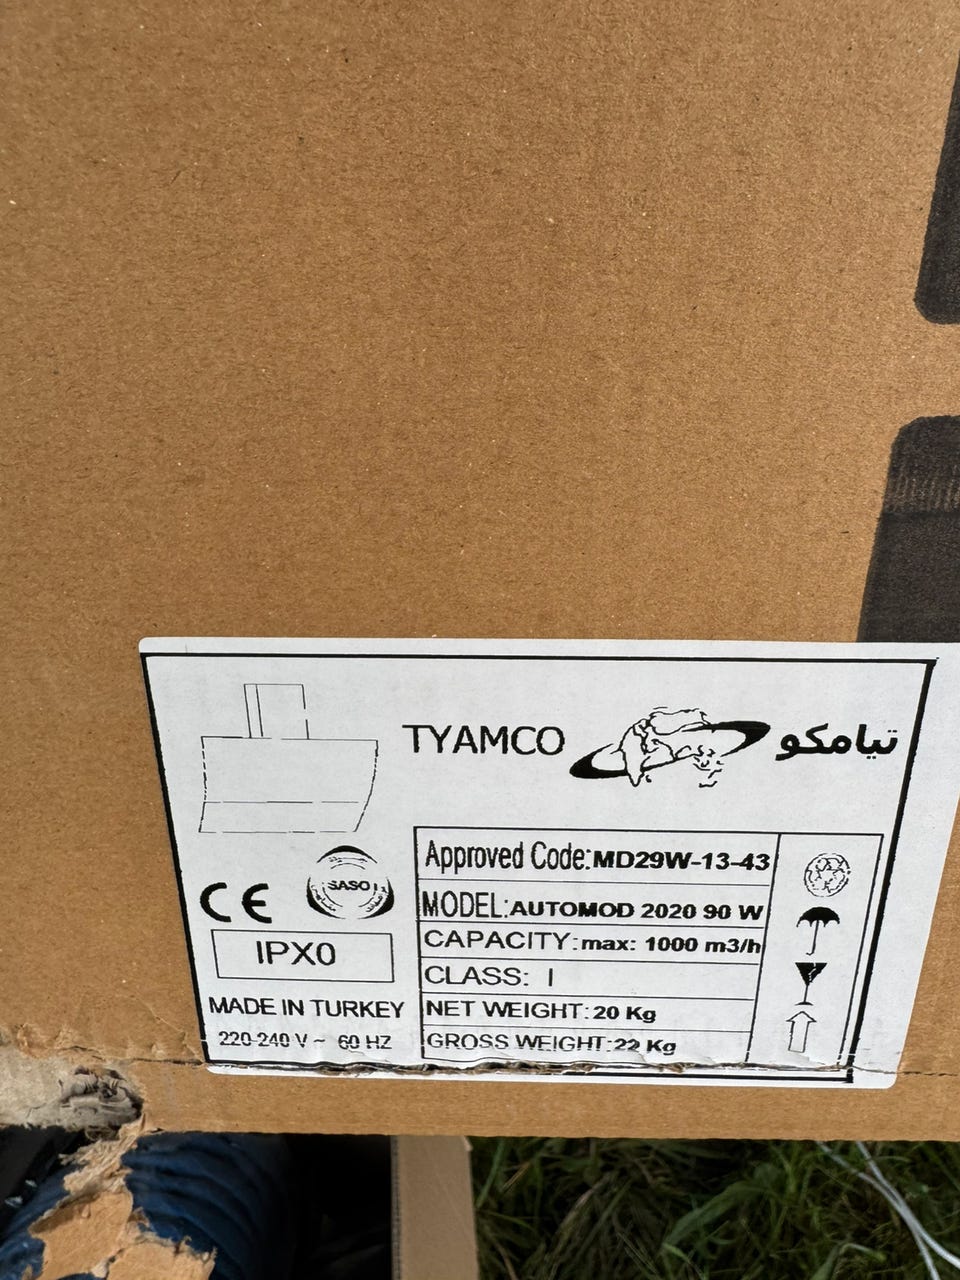 TYAMCO تيامكو
Approved Code: MD29W-13-43
MODEL: AUTOMOD 2020 90 W
CAPACITY: max: 1000 m3/h
CLASS: I
NET WEIGHT: 20 Kg
GROSS WEIGHT: 22 Kg
CE SASO
IPX0
MADE IN TURKEY
220-240 V ~ 60 HZ